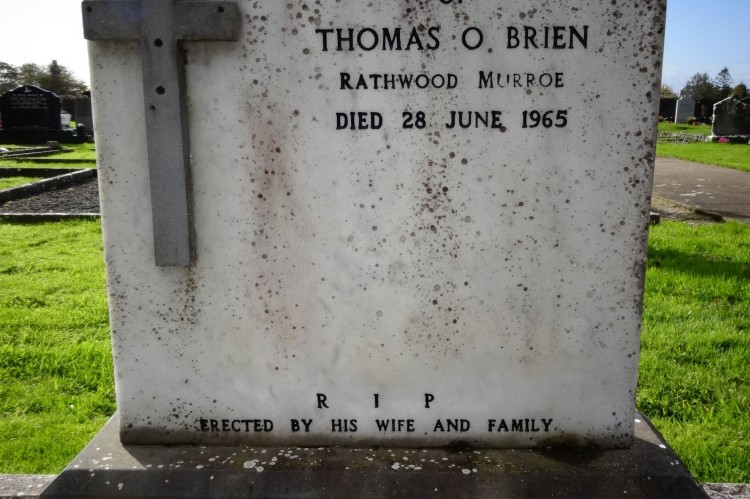 THOMAS O BRIEN
RATHWOOD MURROE
DIED 28 JUNE 1965
R I P
ERECTED BY HIS WIFE AND FAMILY.